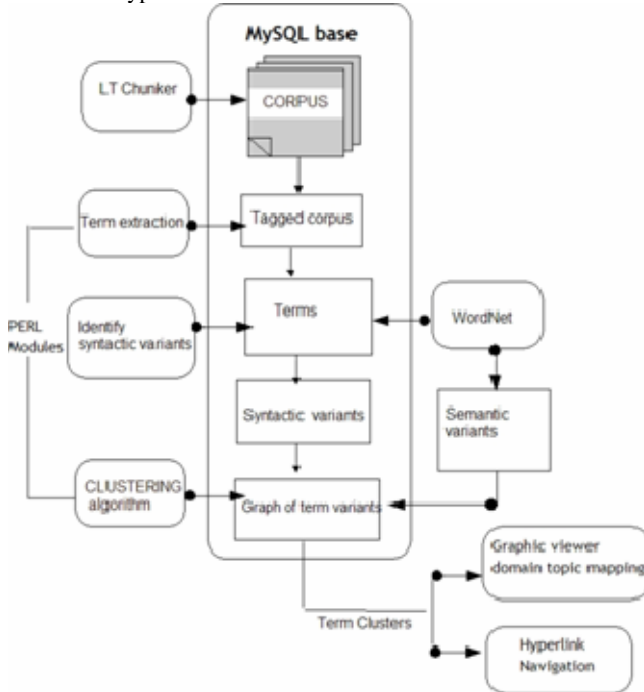 MySQL base
LT Chunker
CORPUS
Term extraction
Tagged corpus
Terms
WordNet
PERL
Modules
Identify
syntactic variants
Syntactic variants
Semantic
variants
CLUSTERING
algorithm
Graph of term variants
Graphic viewer
domain topic mapping
Term Clusters
Hyperlink
Navigation